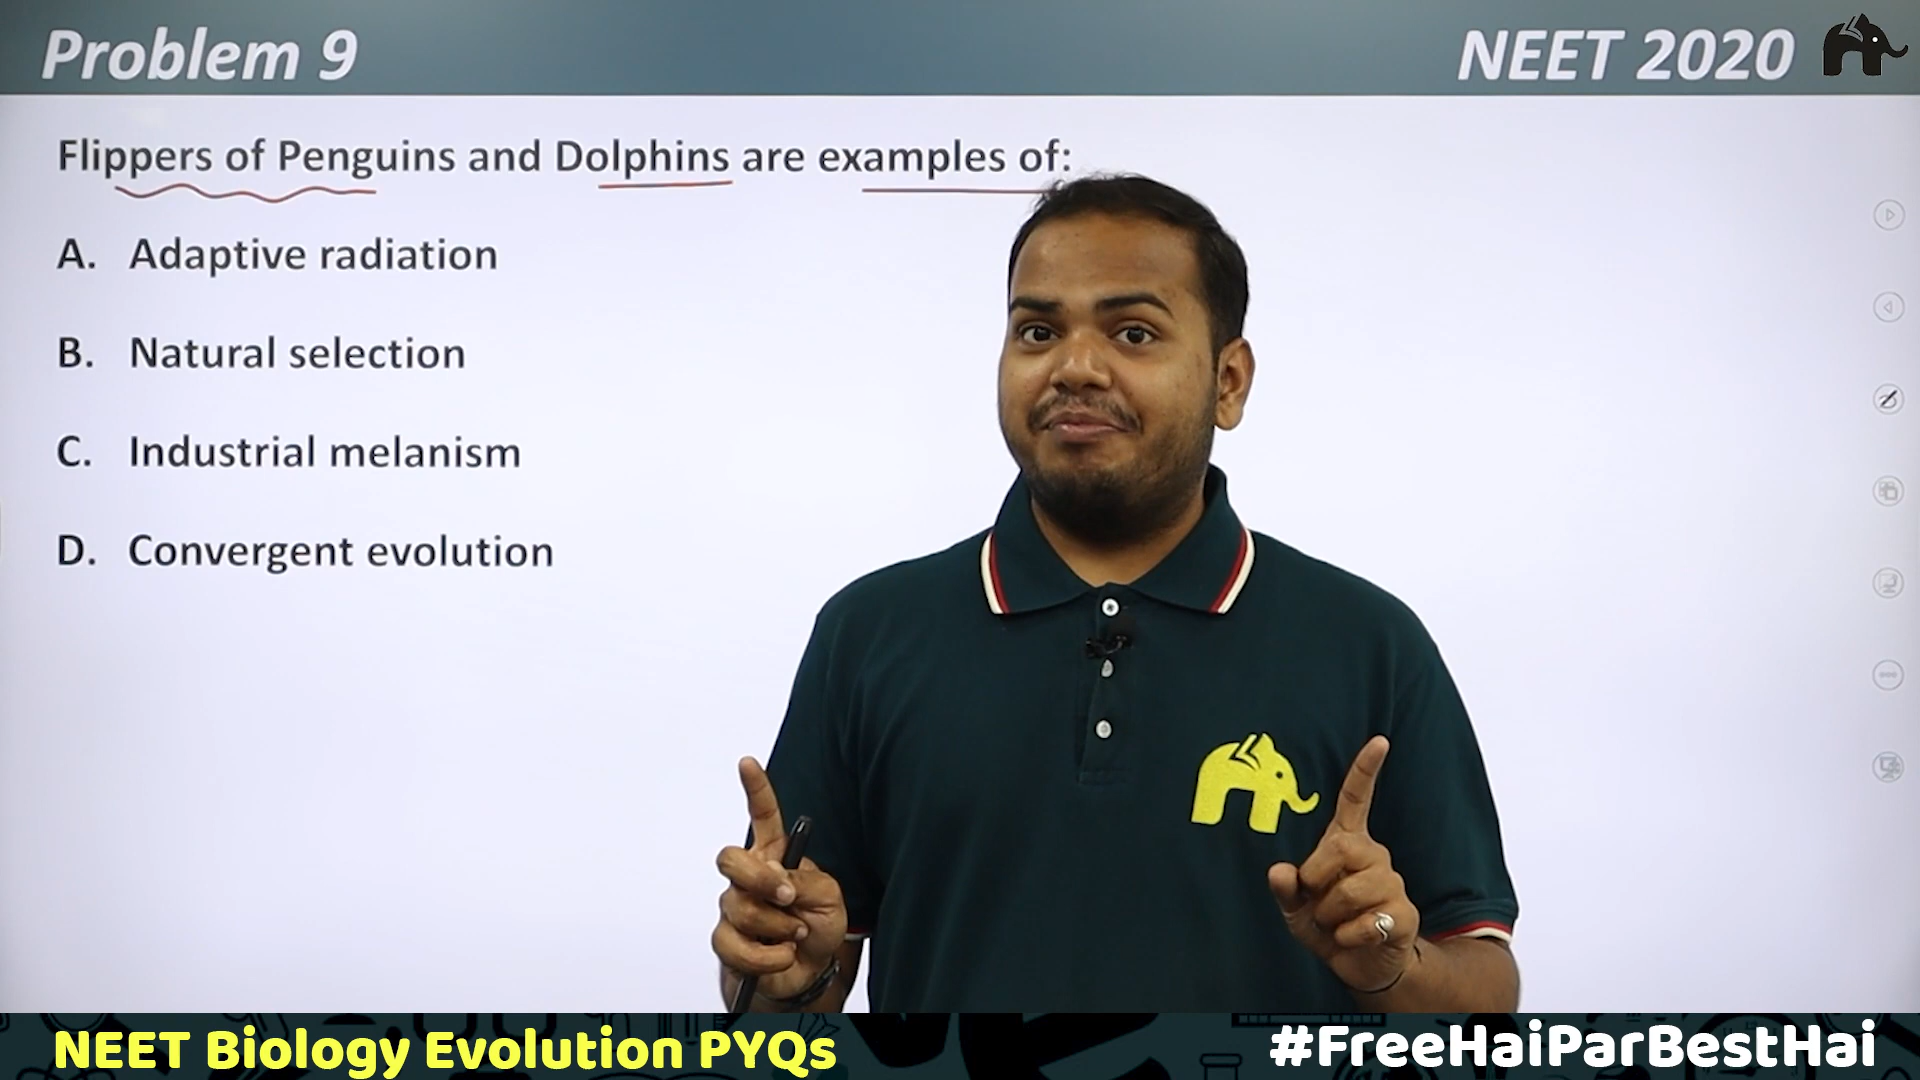 Problem 9
NEET 2020
Flippers of Penguins and Dolphins are examples of:
A. Adaptive radiation
B. Natural selection
C. Industrial melanism
D. Convergent evolution
NEET Biology Evolution PYQs
#FreeHaiParBestHai